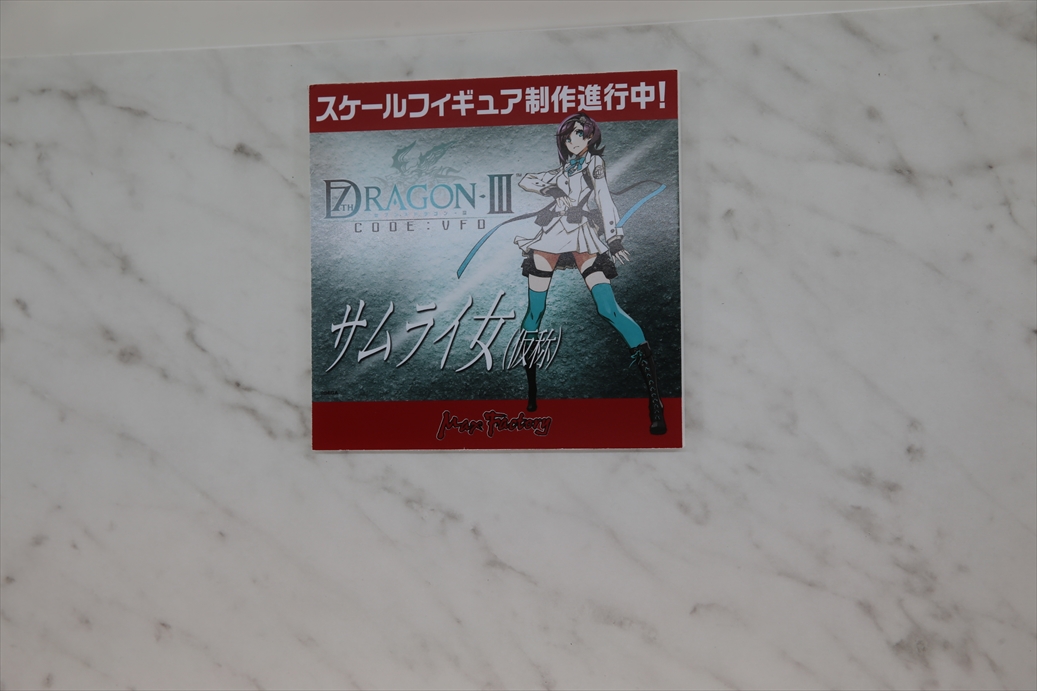 スケールフィギュア制作進行中!
7TH DRAGON-III
CODE:VFD
サムライ女(仮称)
Max Factory